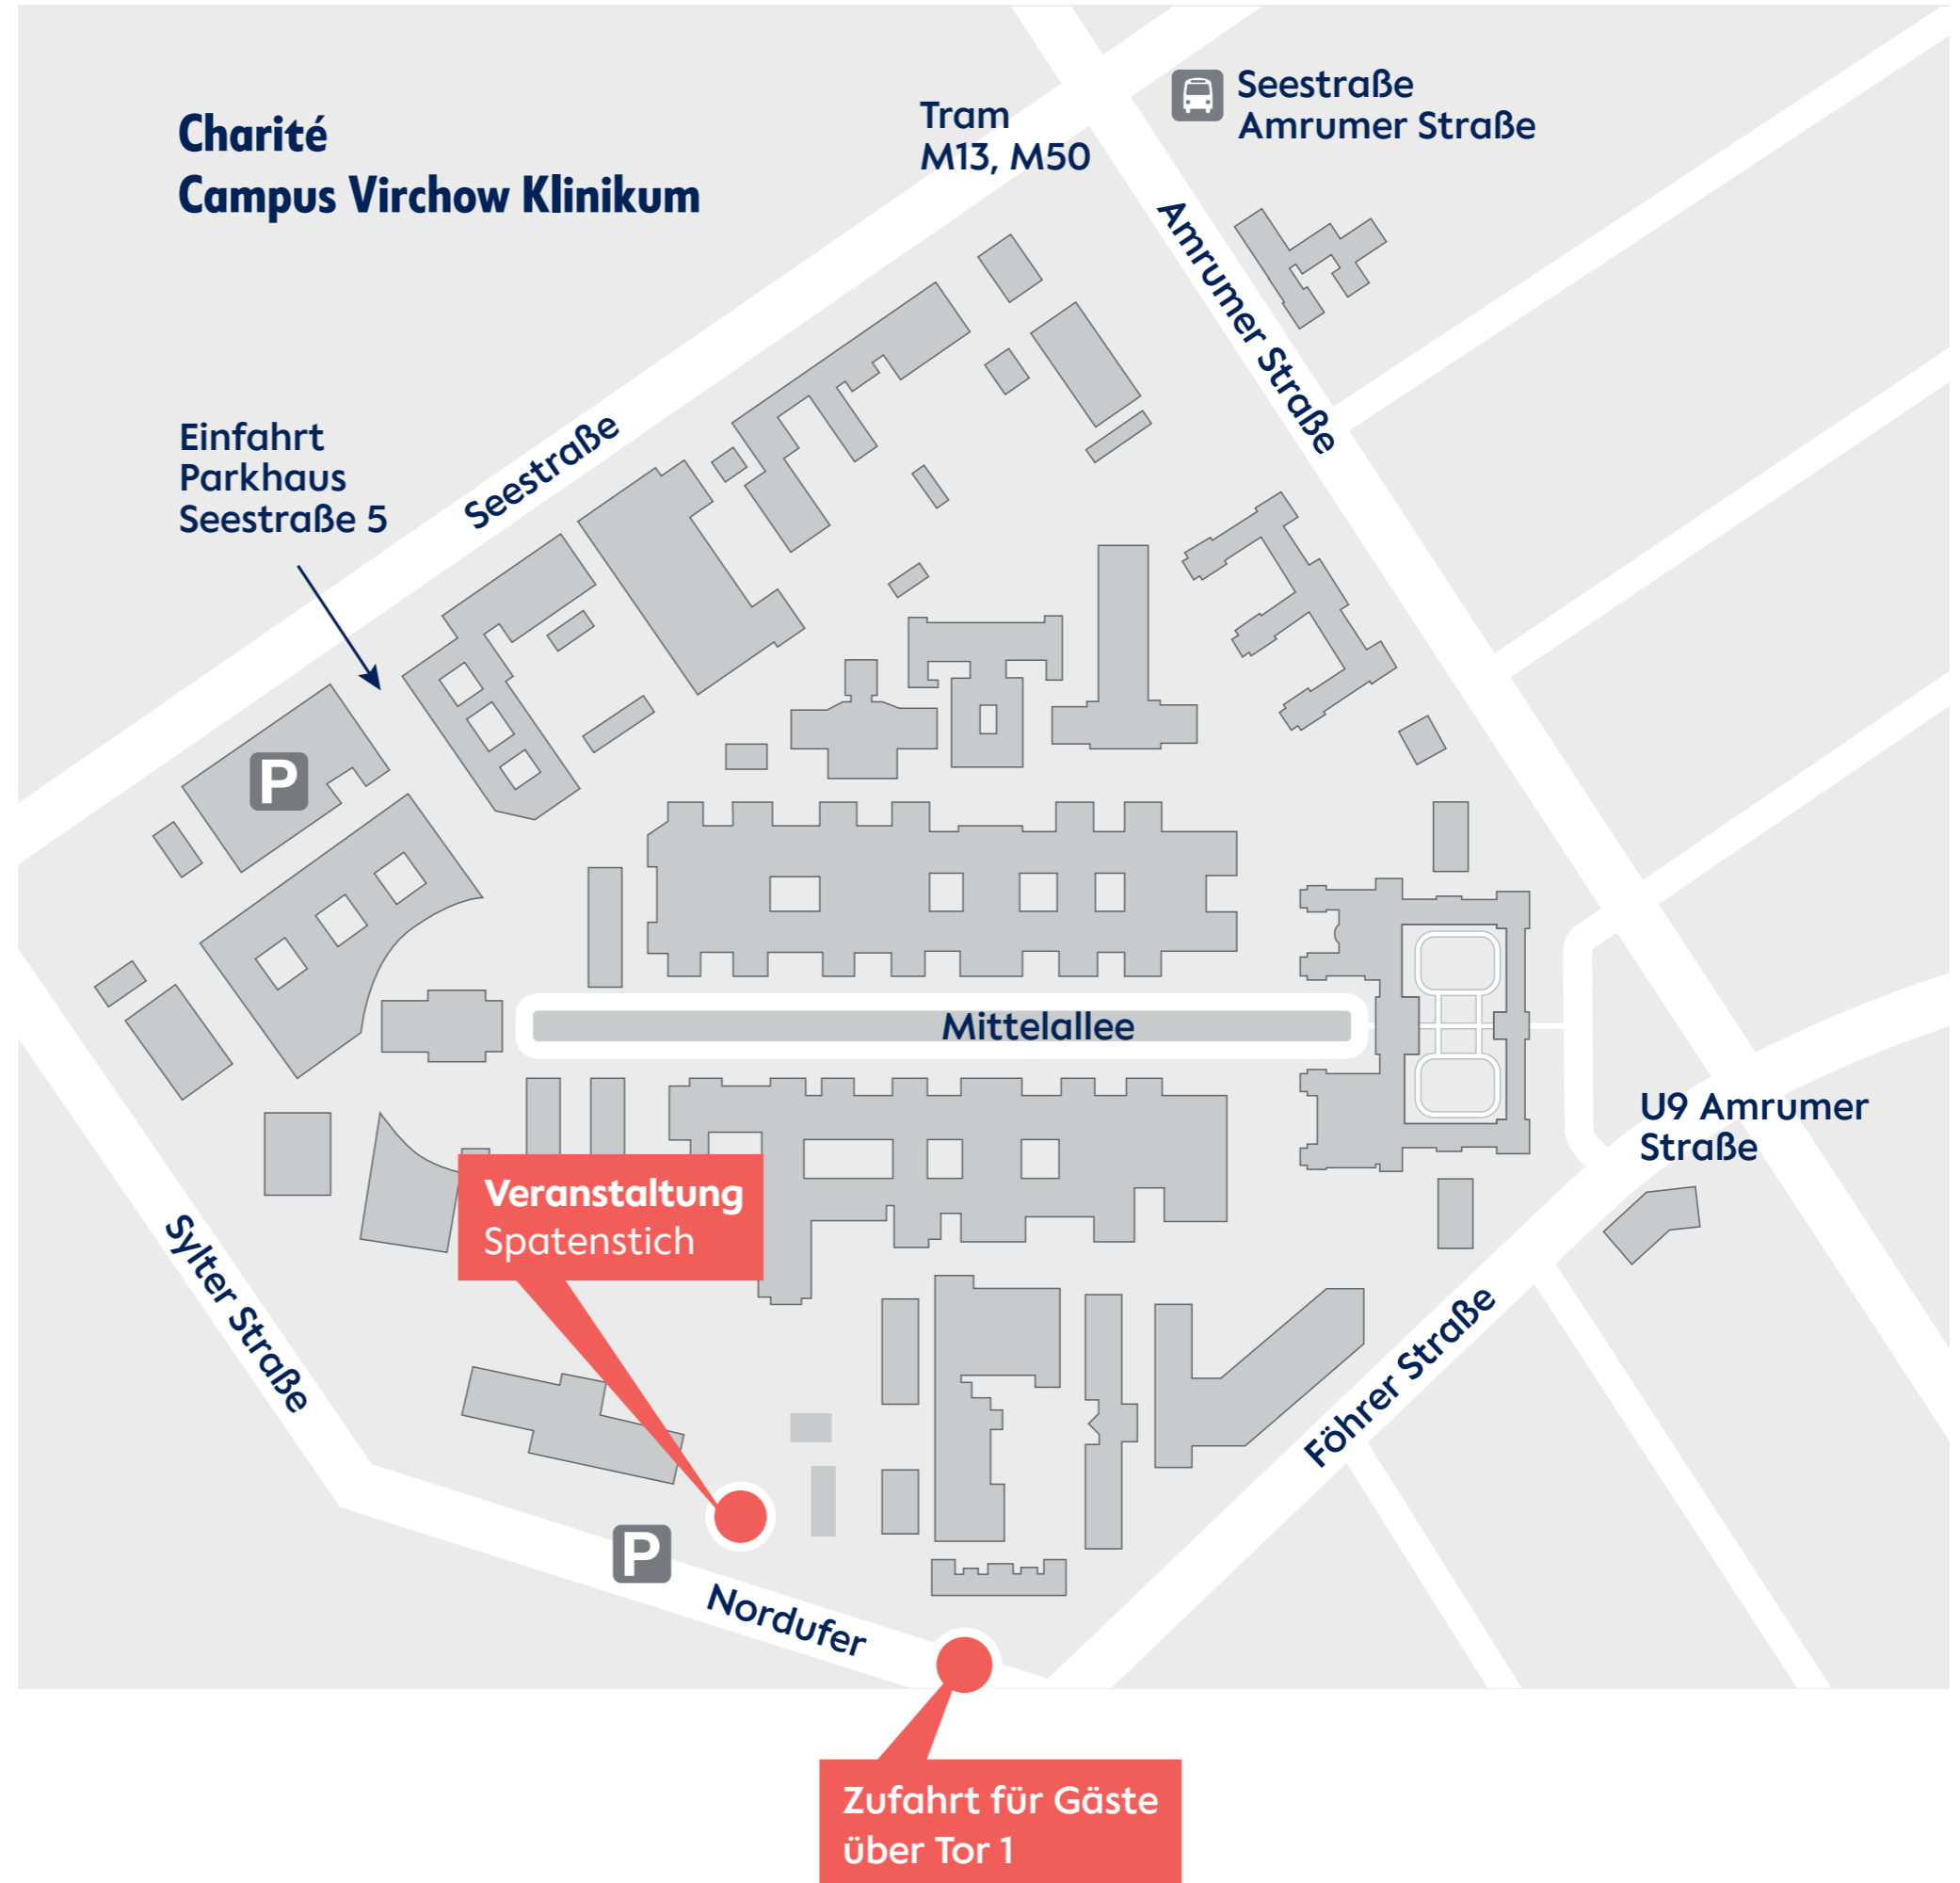 Charité
Campus Virchow Klinikum
Tram
M13, M50
Seestraße
Amrumer Straße
Amrumer Straße
Einfahrt
Parkhaus
Seestraße 5
Seestraße
P
Mittelallee
U9 Amrumer
Straße
Veranstaltung
Spatenstich
Sylter Straße
Föhrer Straße
P
Nordufer
Zufahrt für Gäste
über Tor 1